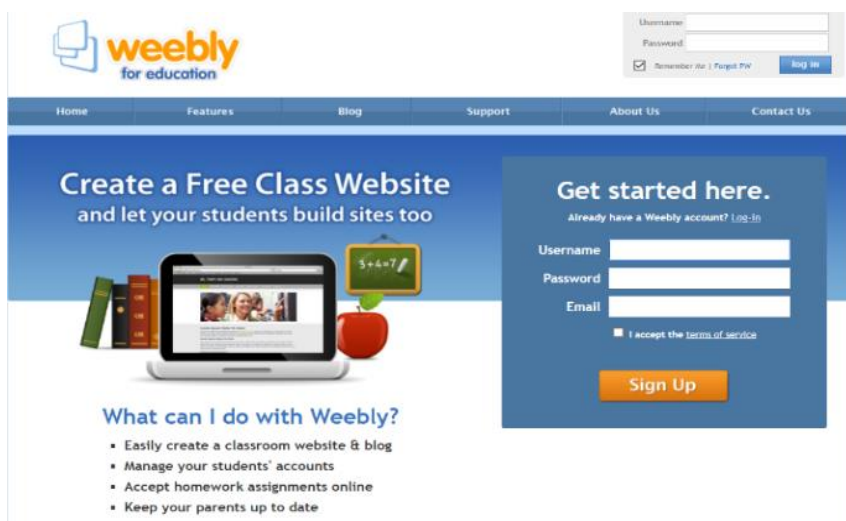 weebly
for education
Username
Password
Remember me | Forgot PW
log in
Home Features Blog Support About Us Contact Us
Create a Free Class Website
and let your students build sites too
3+4=7
Get started here.
Already have a Weebly account? Log-In
Username
Password
Email
I accept the terms of service
Sign Up
What can I do with Weebly?
Easily create a classroom website & blog
Manage your students' accounts
Accept homework assignments online
Keep your parents up to date